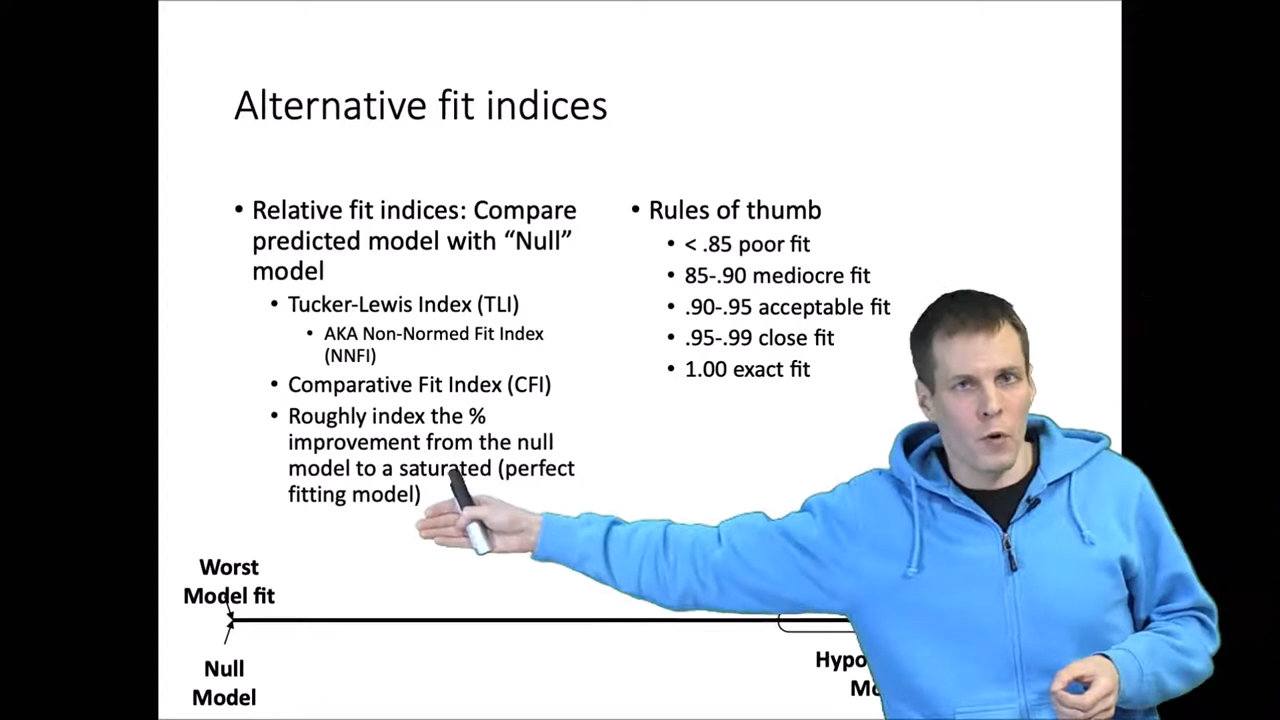 Alternative fit indices
• Relative fit indices: Compare
predicted model with “Null”
model
• Tucker-Lewis Index (TLI)
• AKA Non-Normed Fit Index
(NNFI)
• Comparative Fit Index (CFI)
• Roughly index the %
improvement from the null
model to a saturated (perfect
fitting model)
• Rules of thumb
• < .85 poor fit
• 85-.90 mediocre fit
• .90-.95 acceptable fit
• .95-.99 close fit
• 1.00 exact fit
Worst
Model fit
Null
Model